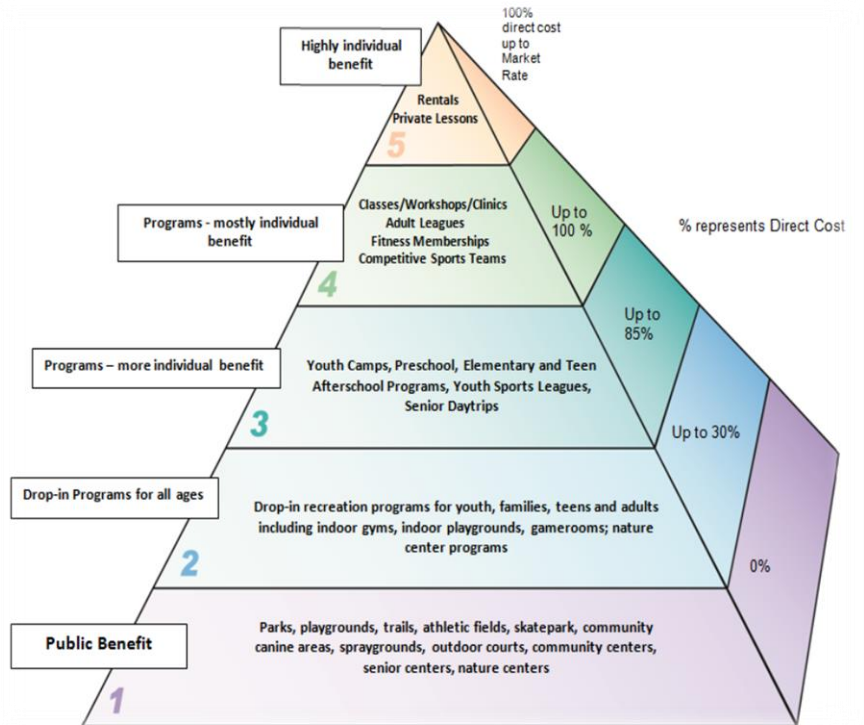 100%
direct cost
up to
Market
Rate
Highly individual
benefit
Rentals
Private Lessons
5
Programs - mostly individual
benefit
Classes/Workshops/Clinics
Adult Leagues
Fitness Memberships
Competitive Sports Teams
4
Up to
100 %
% represents Direct Cost
Programs – more individual benefit
Youth Camps, Preschool, Elementary and Teen
Afterschool Programs, Youth Sports Leagues,
Senior Daytrips
3
Up to
85%
Drop-in Programs for all ages
Drop-in recreation programs for youth, families, teens and adults
including indoor gyms, indoor playgrounds, gamerooms; nature
center programs
2
Up to 30%
Public Benefit
Parks, playgrounds, trails, athletic fields, skatepark, community
canine areas, spraygrounds, outdoor courts, community centers,
senior centers, nature centers
1
0%